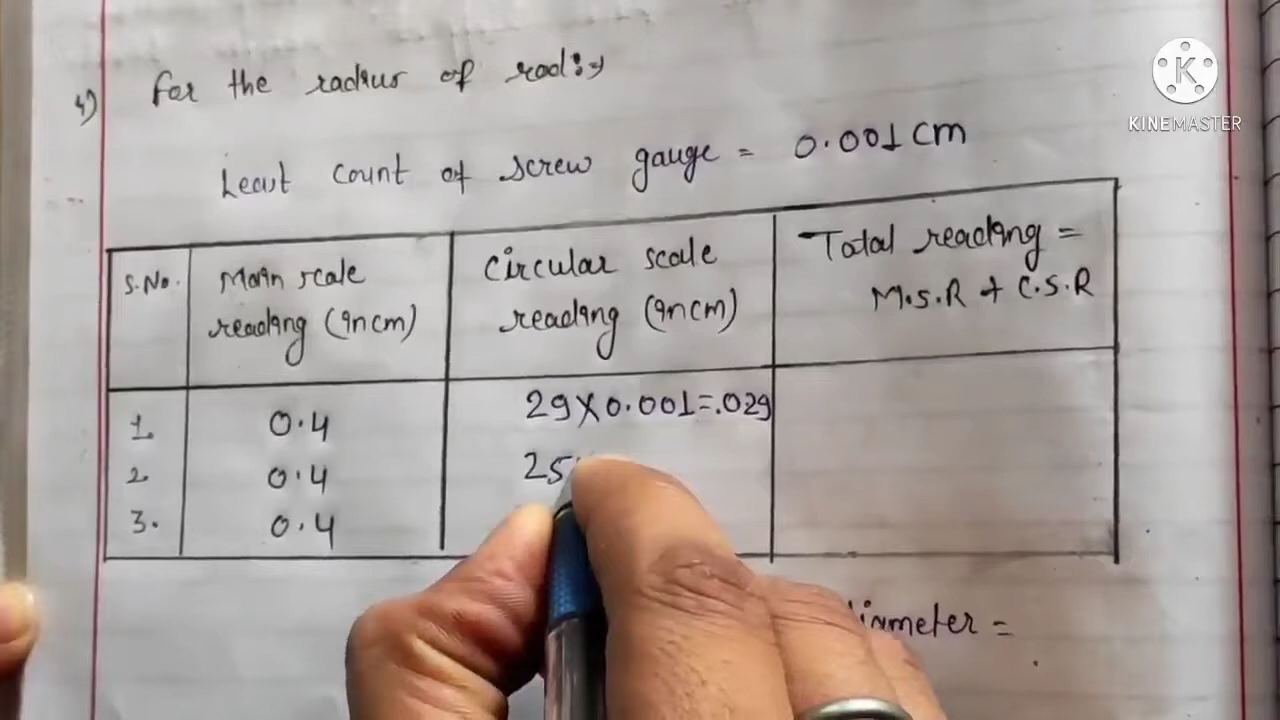 4) For the radius of rod:→
Least count of screw gauge = 0.001 cm
S.No.
Main scale
reading (in cm)
Circular scale
reading (in cm)
Total reading =
M.S.R + C.S.R
1. 0.4 29 X 0.001 = .029
2. 0.4 25
3. 0.4
diameter =
KINEMASTER